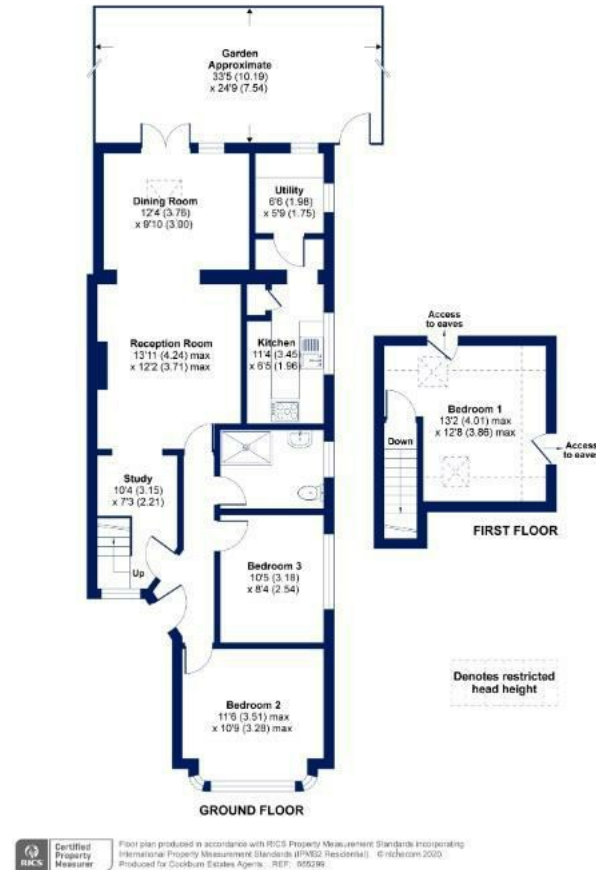 Garden
Approximate
33'5 (10.19)
x 24'9 (7.54)
Dining Room
12'4 (3.76)
x 9'10 (3.00)
Utility
6'6 (1.98)
x 5'9 (1.75)
Reception Room
13'11 (4.24) max
x 12'2 (3.71) max
Kitchen
11'4 (3.45)
x 6'5 (1.96)
Study
10'4 (3.15)
x 7'3 (2.21)
Up
Bedroom 3
10'5 (3.18)
x 8'4 (2.54)
Bedroom 2
11'6 (3.51) max
x 10'9 (3.28) max
GROUND FLOOR
Access
to eaves
Bedroom 1
13'2 (4.01) max
x 12'8 (3.86) max
Access
to eaves
Down
FIRST FLOOR
Denotes restricted
head height
RICS
Certified
Property
Measurer
Floor plan produced in accordance with RICS Property Measurement Standards incorporating
International Property Measurement Standards (IPMS2 Residential). © nichecom 2020.
Produced for Cockburn Estates Agents. REF: